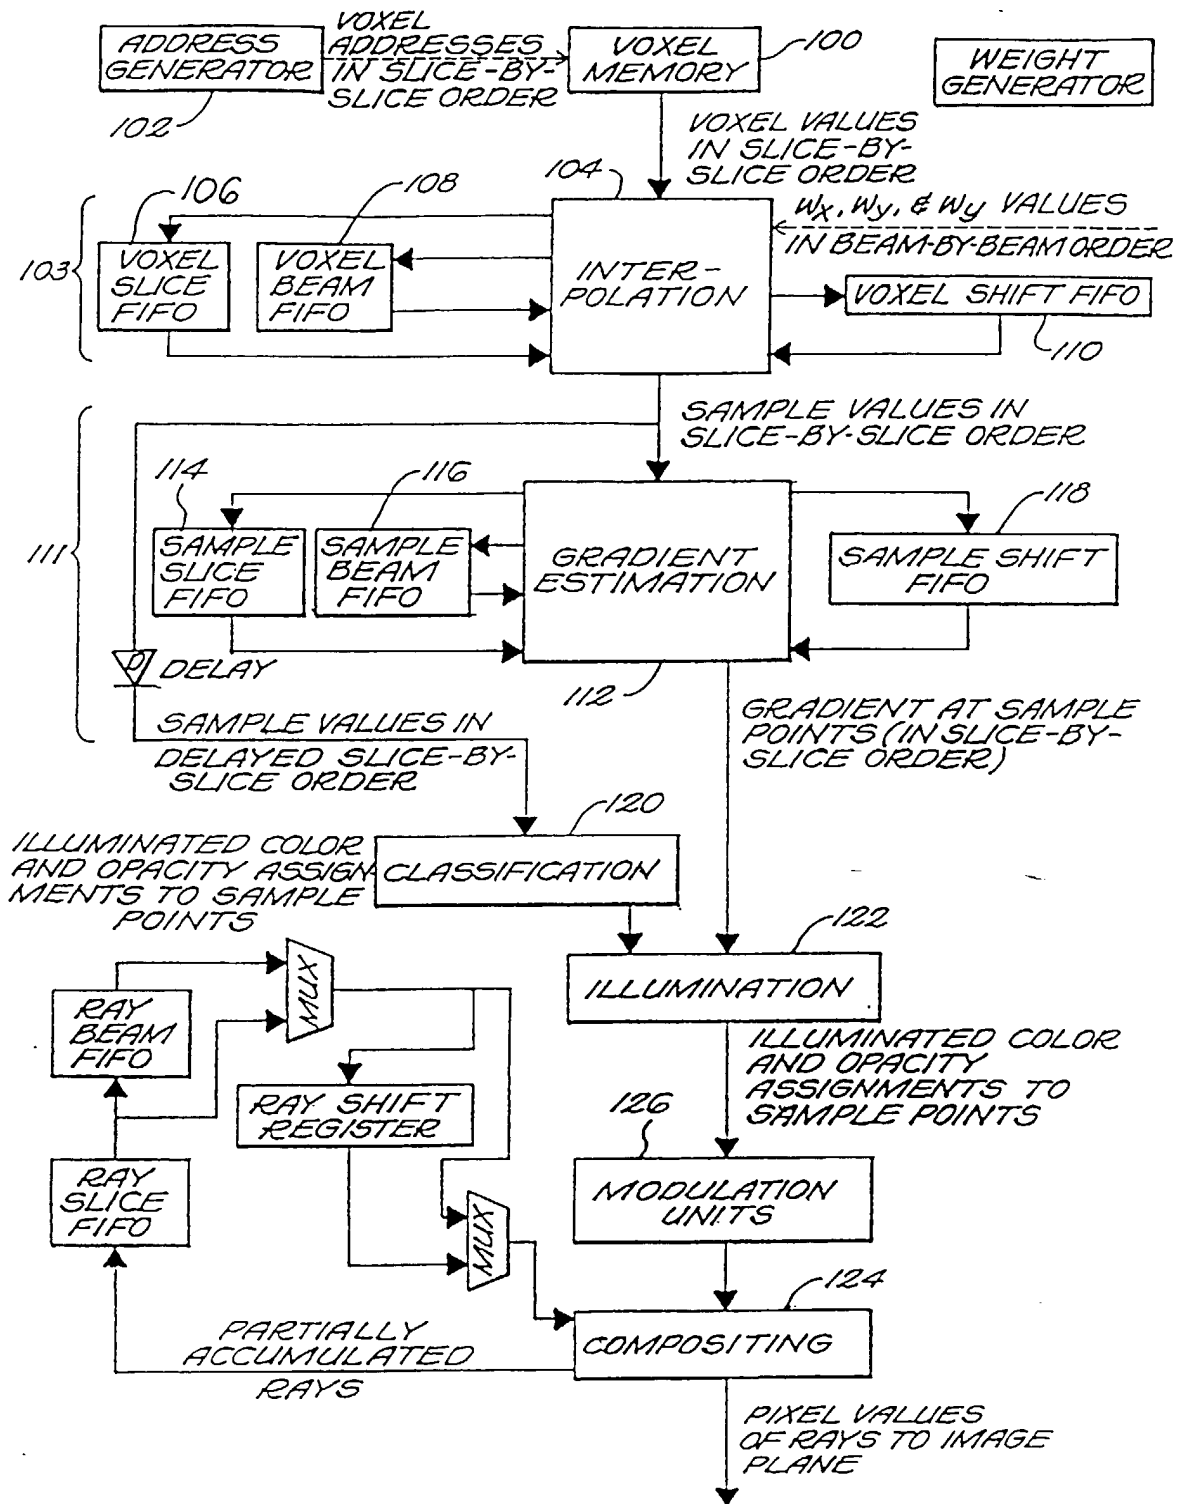 ADDRESS
GENERATOR
102
VOXEL
ADDRESSES
IN SLICE-BY-
SLICE ORDER
VOXEL
MEMORY
100
WEIGHT
GENERATOR
VOXEL VALUES
IN SLICE-BY-
SLICE ORDER
104
106
108
103
VOXEL
SLICE
FIFO
VOXEL
BEAM
FIFO
INTER-
POLATION
Wx, Wy, & Wy VALUES
IN BEAM-BY-BEAM ORDER
VOXEL SHIFT FIFO
110
SAMPLE VALUES IN
SLICE-BY-SLICE ORDER
111
114
116
118
SAMPLE
SLICE
FIFO
SAMPLE
BEAM
FIFO
GRADIENT
ESTIMATION
SAMPLE SHIFT
FIFO
D
DELAY
112
SAMPLE VALUES IN
DELAYED SLICE-BY-
SLICE ORDER
GRADIENT AT SAMPLE
POINTS (IN SLICE-BY-
SLICE ORDER)
120
ILLUMINATED COLOR
AND OPACITY ASSIGN-
MENTS TO SAMPLE
POINTS
CLASSIFICATION
122
ILLUMINATION
MUX
RAY
BEAM
FIFO
ILLUMINATED COLOR
AND OPACITY
ASSIGNMENTS TO
SAMPLE POINTS
RAY SHIFT
REGISTER
126
RAY
SLICE
FIFO
MODULATION
UNITS
MUX
124
COMPOSITING
PARTIALLY
ACCUMULATED
RAYS
PIXEL VALUES
OF RAYS TO IMAGE
PLANE